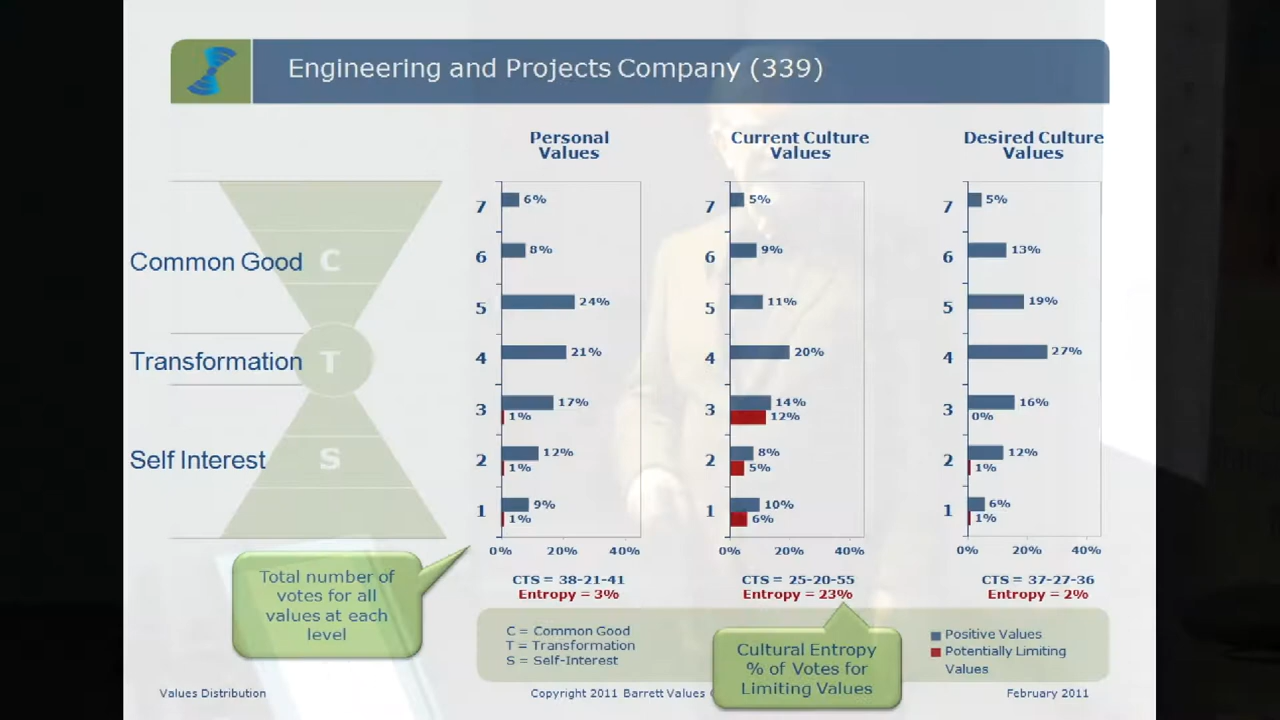 Engineering and Projects Company (339)
Personal
Values
Current Culture
Values
Desired Culture
Values
Common Good
C
Transformation
T
Self Interest
S
7
6%
6
8%
5
24%
4
21%
3
17%
1%
2
12%
1%
1
9%
1%
0%
20%
40%
CTS = 38-21-41
Entropy = 3%
7
5%
6
9%
5
11%
4
20%
3
14%
12%
2
8%
5%
1
10%
6%
0%
20%
40%
CTS = 25-20-55
Entropy = 23%
7
5%
6
13%
5
19%
4
27%
3
16%
0%
2
12%
1%
1
6%
1%
0%
20%
40%
CTS = 37-27-36
Entropy = 2%
Total number of
votes for all
values at each
level
C = Common Good
T = Transformation
S = Self-Interest
Cultural Entropy
% of Votes for
Limiting Values
Positive Values
Potentially Limiting
Values
Values Distribution
Copyright 2011 Barrett Values
February 2011